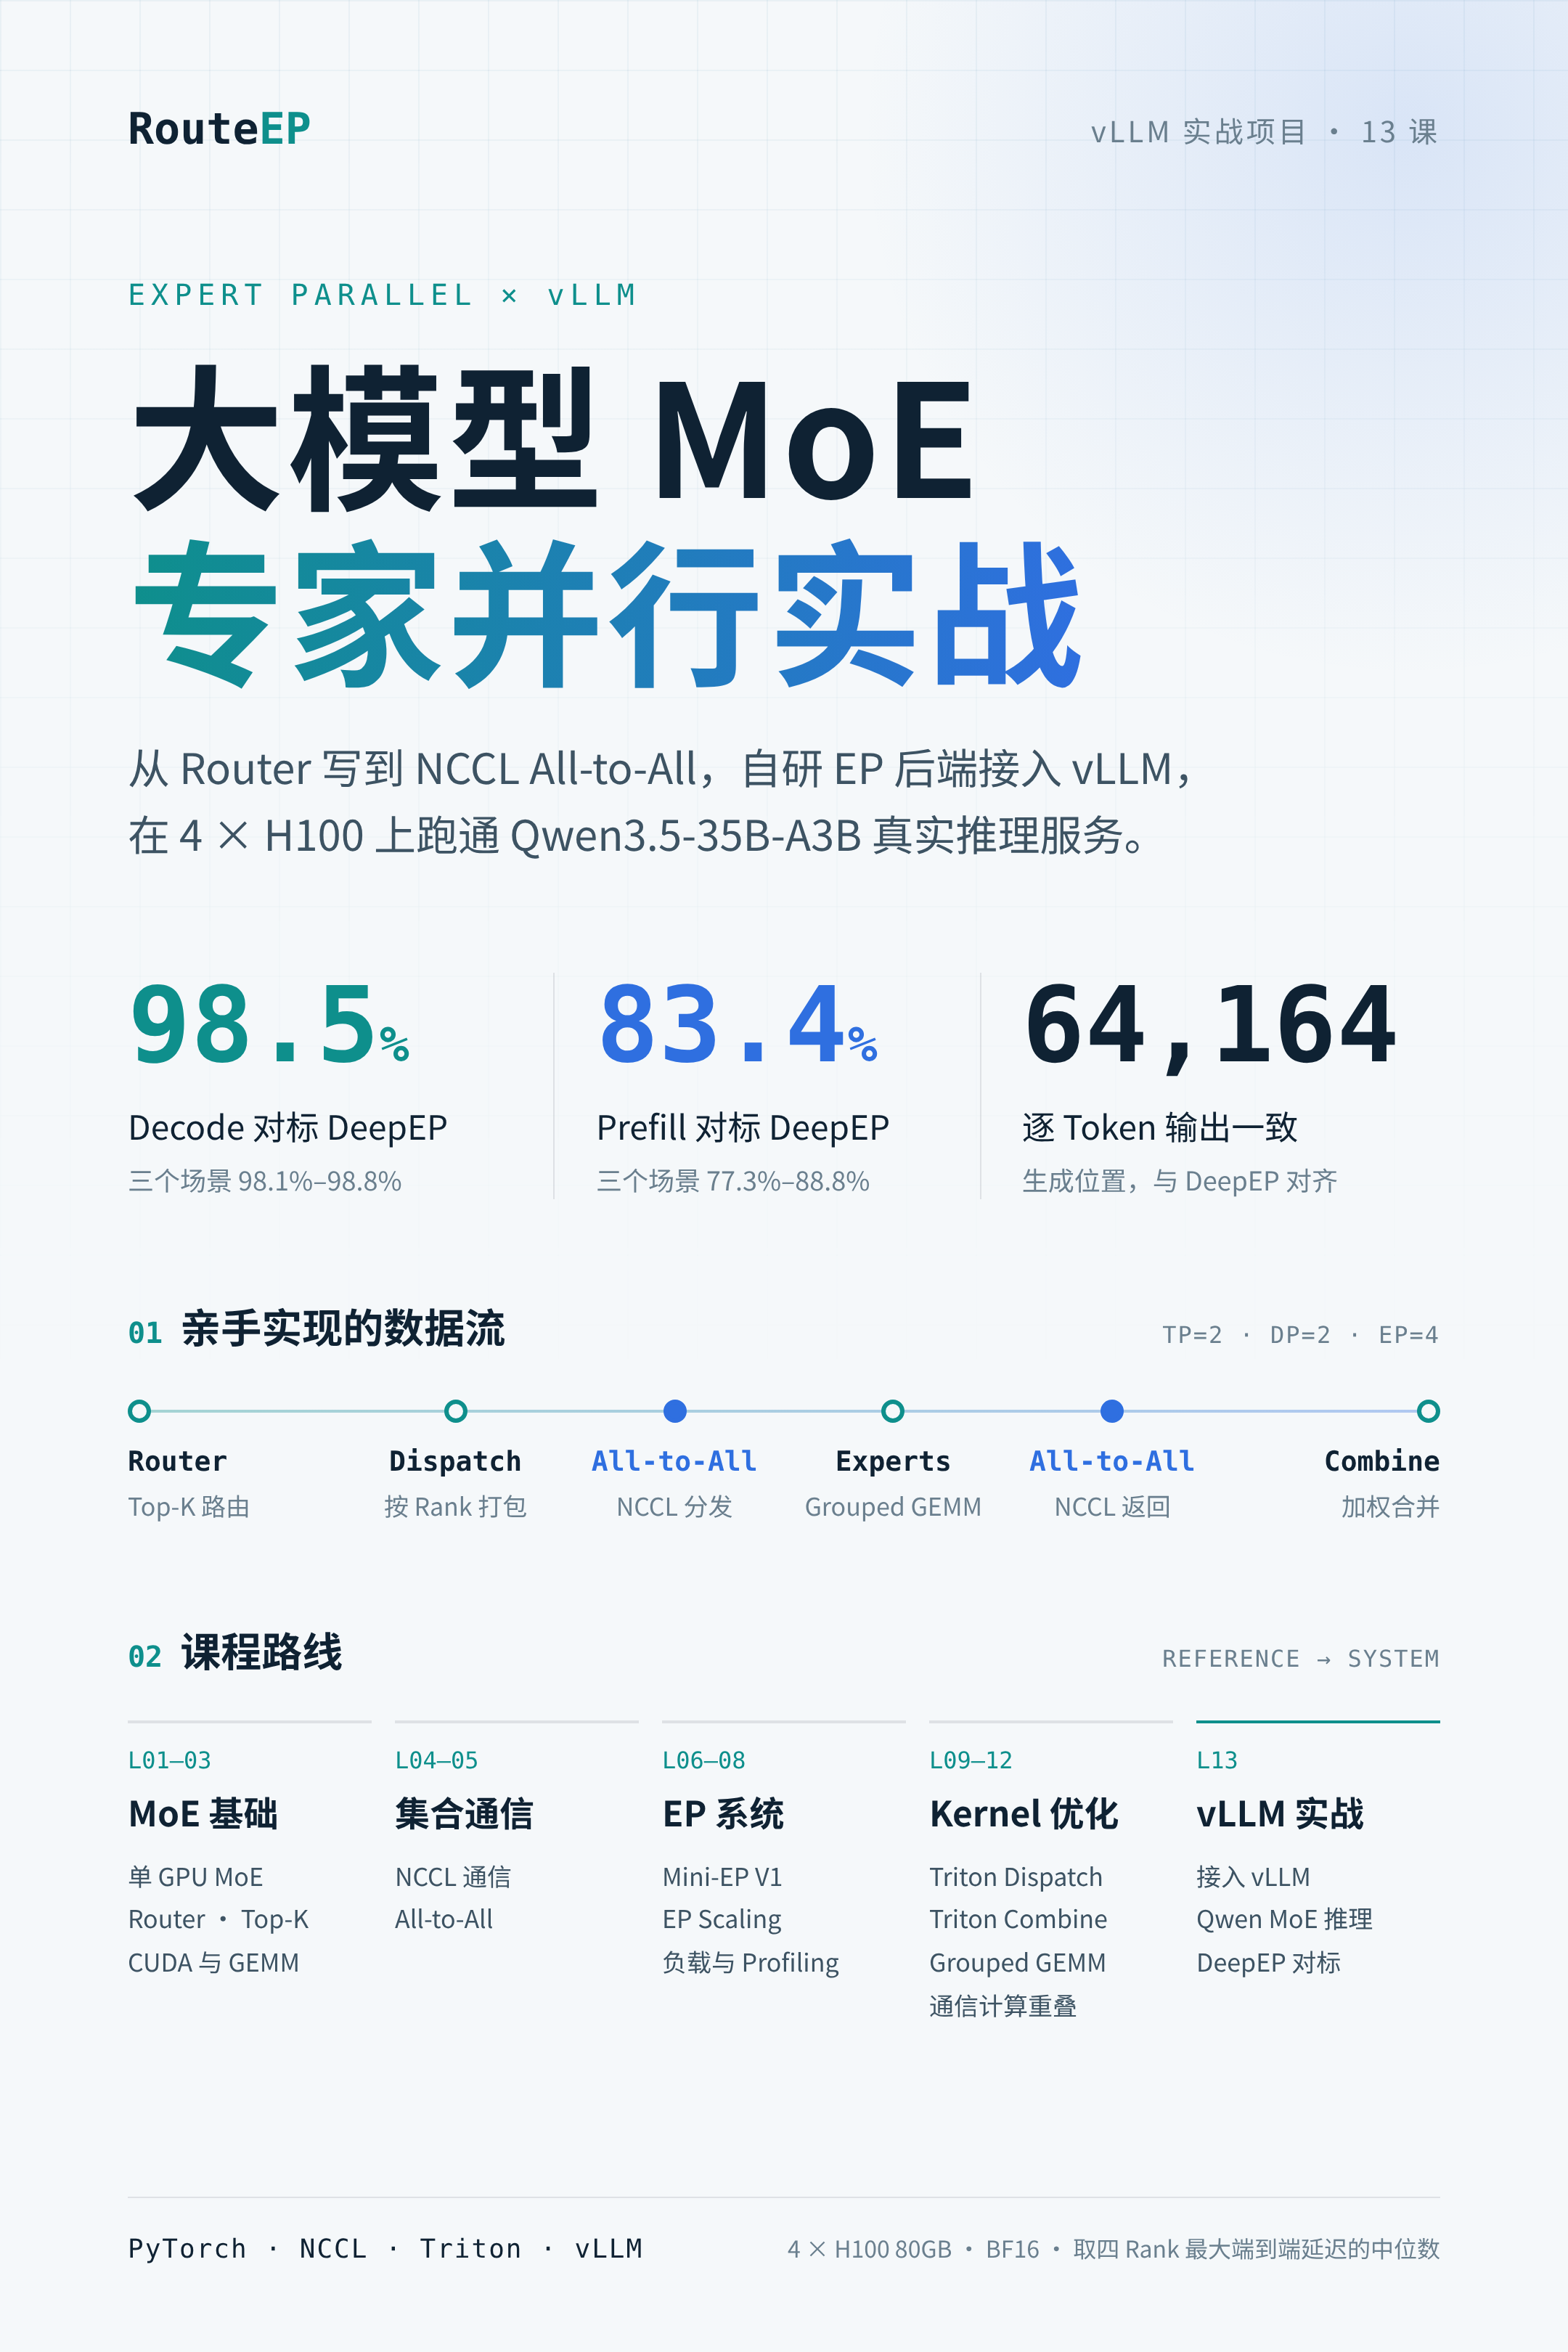 RouteEP
vLLM 实战项目 · 13 课
EXPERT PARALLEL × vLLM
大模型 MoE
专家并行实战
从 Router 写到 NCCL All-to-All，自研 EP 后端接入 vLLM，
在 4 × H100 上跑通 Qwen3.5-35B-A3B 真实推理服务。
98.5%
Decode 对标 DeepEP
三个场景 98.1%–98.8%
83.4%
Prefill 对标 DeepEP
三个场景 77.3%–88.8%
64,164
逐 Token 输出一致
生成位置，与 DeepEP 对齐
01 亲手实现的数据流
TP=2 · DP=2 · EP=4
Router
Top-K 路由
Dispatch
按 Rank 打包
All-to-All
NCCL 分发
Experts
Grouped GEMM
All-to-All
NCCL 返回
Combine
加权合并
02 课程路线
REFERENCE → SYSTEM
L01–03
MoE 基础
单 GPU MoE
Router · Top-K
CUDA 与 GEMM
L04–05
集合通信
NCCL 通信
All-to-All
L06–08
EP 系统
Mini-EP V1
EP Scaling
负载与 Profiling
L09–12
Kernel 优化
Triton Dispatch
Triton Combine
Grouped GEMM
通信计算重叠
L13
vLLM 实战
接入 vLLM
Qwen MoE 推理
DeepEP 对标
PyTorch · NCCL · Triton · vLLM
4 × H100 80GB · BF16 · 取四 Rank 最大端到端延迟的中位数